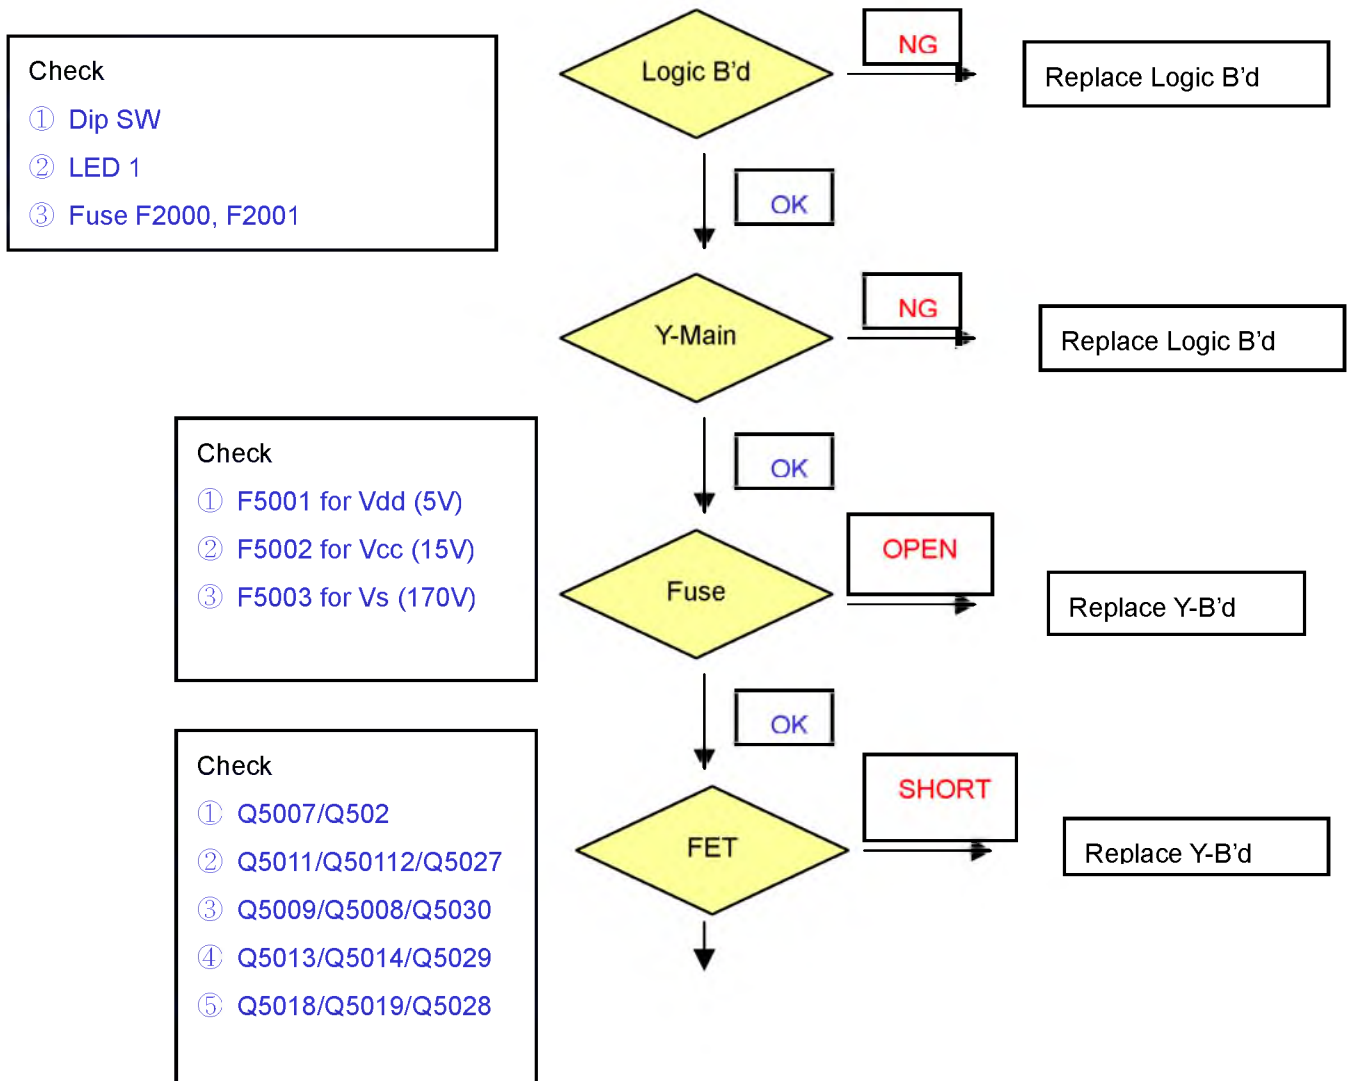 Check
① Dip SW
② LED 1
③ Fuse F2000, F2001
Logic B'd
NG
Replace Logic B'd
OK
Y-Main
NG
Replace Logic B'd
OK
Check
① F5001 for Vdd (5V)
② F5002 for Vcc (15V)
③ F5003 for Vs (170V)
Fuse
OPEN
Replace Y-B'd
OK
Check
① Q5007/Q502
② Q5011/Q50112/Q5027
③ Q5009/Q5008/Q5030
④ Q5013/Q5014/Q5029
⑤ Q5018/Q5019/Q5028
FET
SHORT
Replace Y-B'd